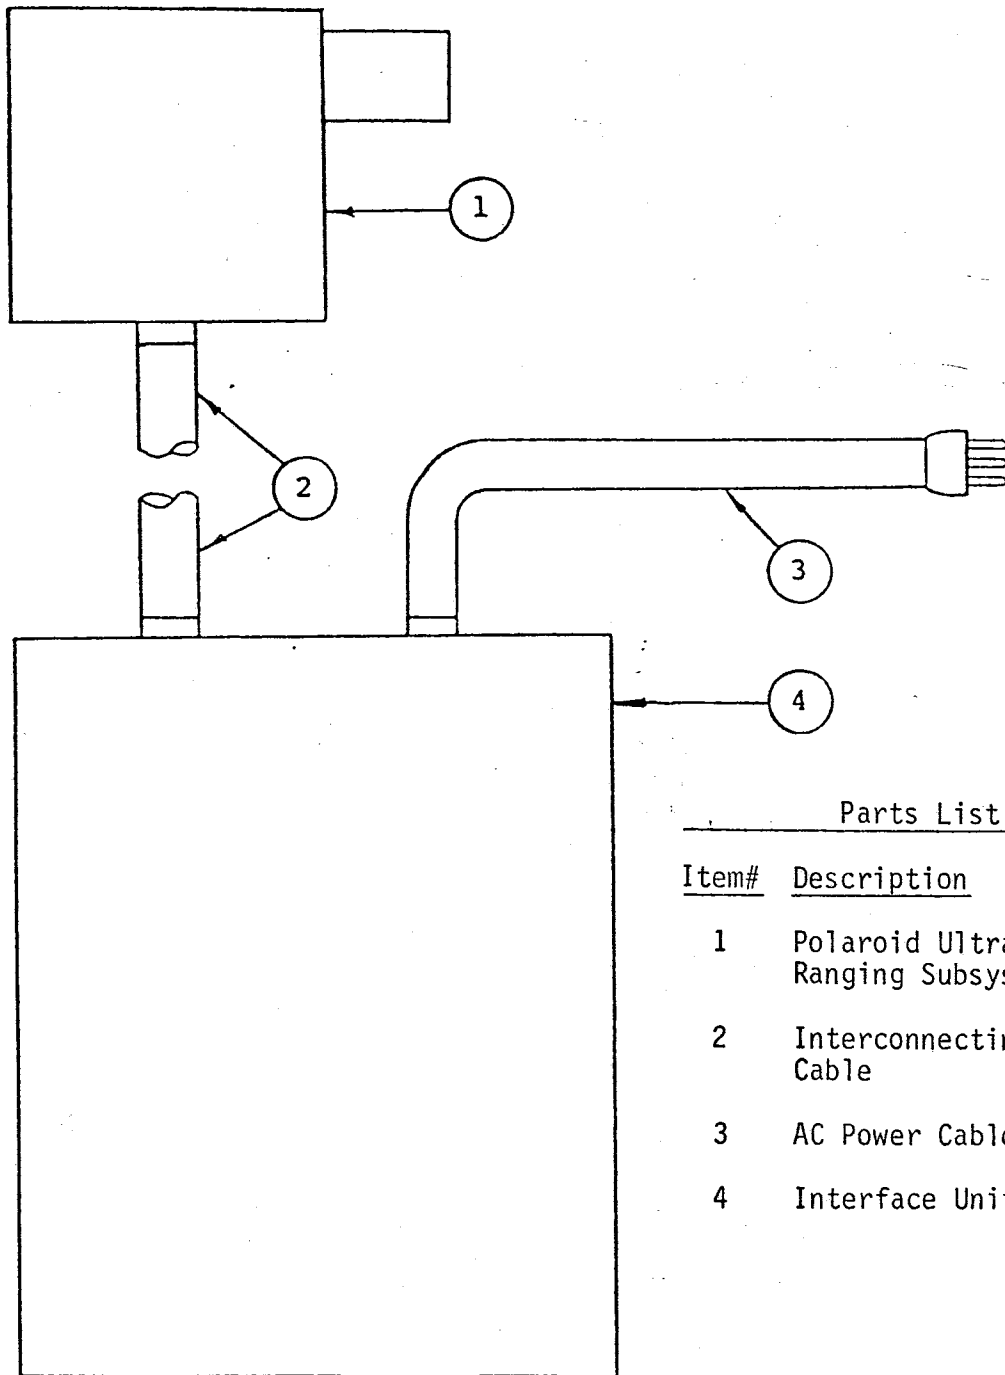 1
2
3
4
Parts List
Item# Description
1 Polaroid Ultra
Ranging Subsys
2 Interconnectin
Cable
3 AC Power Cable
4 Interface Uni